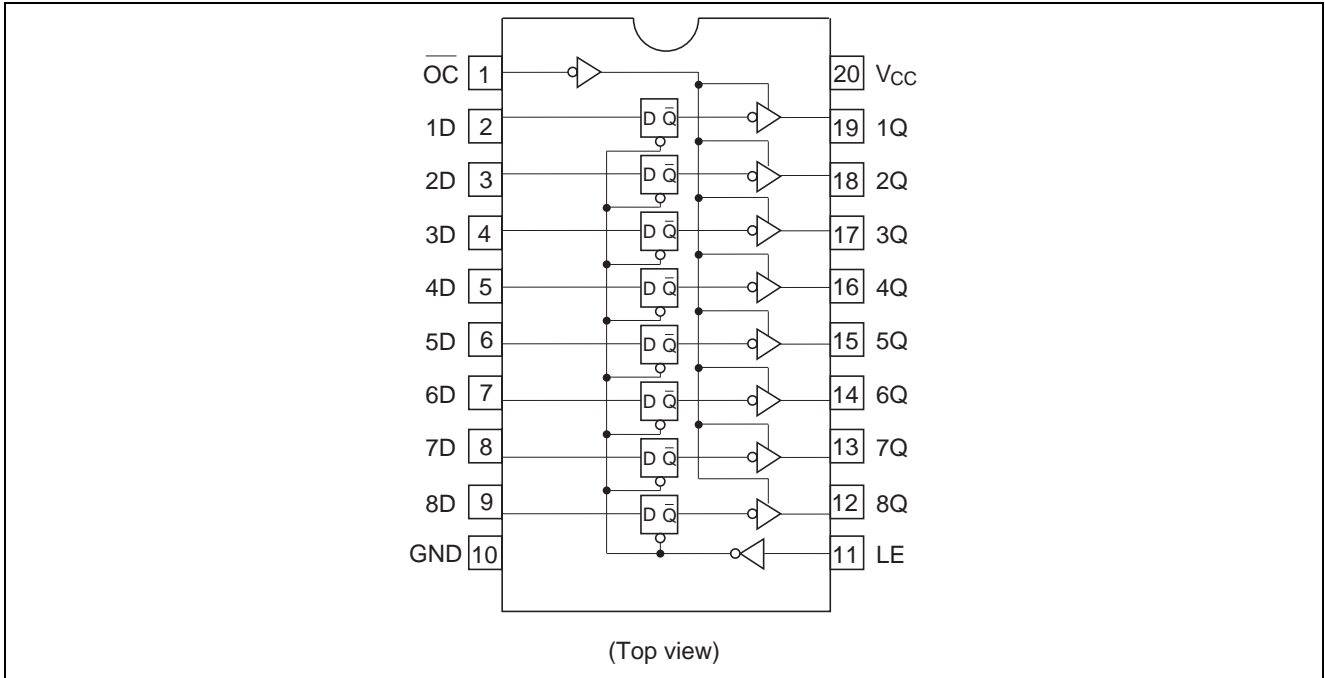 O̅C̅ 1 20 VCC
1D 2 D Q̅ 19 1Q
2D 3 D Q̅ 18 2Q
3D 4 D Q̅ 17 3Q
4D 5 D Q̅ 16 4Q
5D 6 D Q̅ 15 5Q
6D 7 D Q̅ 14 6Q
7D 8 D Q̅ 13 7Q
8D 9 D Q̅ 12 8Q
GND 10 11 LE
(Top view)